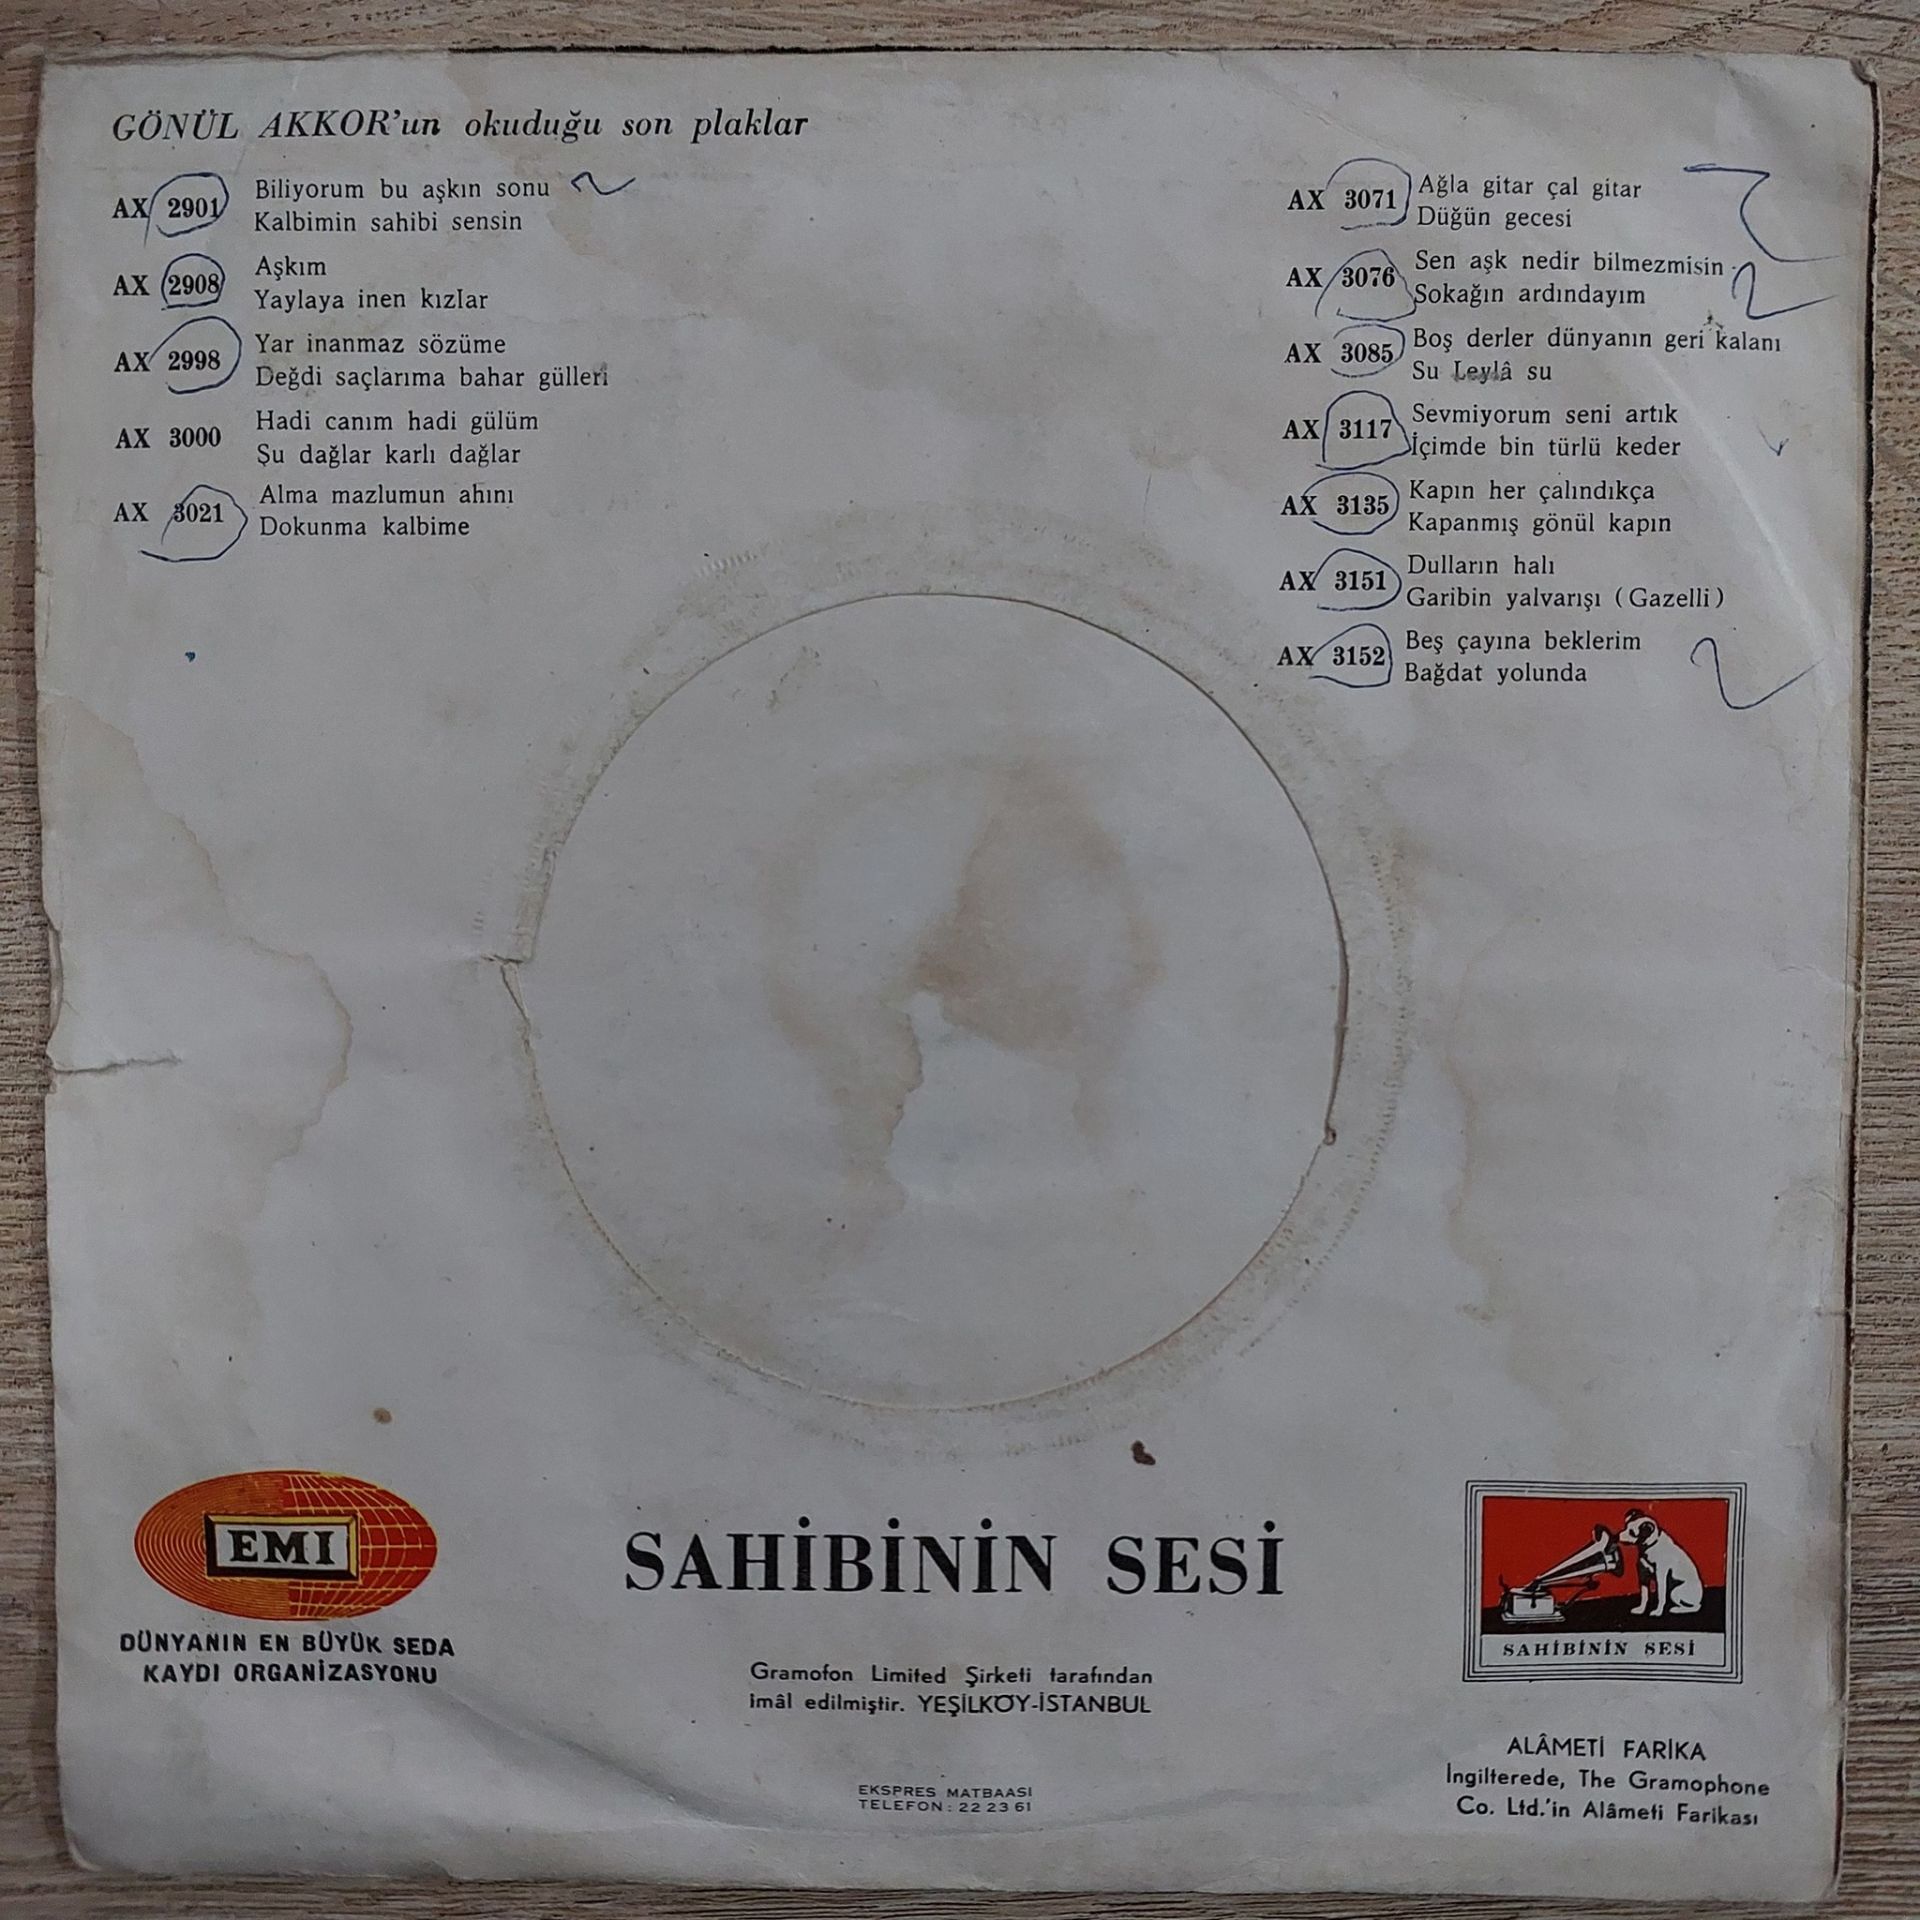 GÖNÜL AKKOR'un okuduğu son plaklar
AX 2901 Biliyorum bu aşkın sonu
Kalbimin sahibi sensin
AX 2908 Aşkım
Yaylaya inen kızlar
AX 2998 Yar inanmaz sözüme
Değdi saçlarıma bahar gülleri
AX 3000 Hadi canım hadi gülüm
Şu dağlar karlı dağlar
AX 3021 Alma mazlumun ahını
Dokunma kalbime
AX 3071 Ağla gitar çal gitar
Düğün gecesi
AX 3076 Sen aşk nedir bilmezmisin
Sokağın ardındayım
AX 3085 Boş derler dünyanın geri kalanı
Su Leylâ su
AX 3117 Sevmiyorum seni artık
İçimde bin türlü keder
AX 3135 Kapın her çalındıkça
Kapanmış gönül kapın
AX 3151 Dulların halı
Garibin yalvarışı (Gazelli)
AX 3152 Beş çayına beklerim
Bağdat yolunda
EMI
DÜNYANIN EN BÜYÜK SEDA
KAYDI ORGANİZASYONU
SAHİBİNİN SESİ
Gramofon Limited Şirketi tarafından
imâl edilmiştir. YEŞİLKÖY-İSTANBUL
EKSPRES MATBAASI
TELEFON: 22 23 61
SAHİBİNİN SESİ
ALÂMETİ FARİKA
İngilterede, The Gramophone
Co. Ltd.'in Alâmeti Farikası